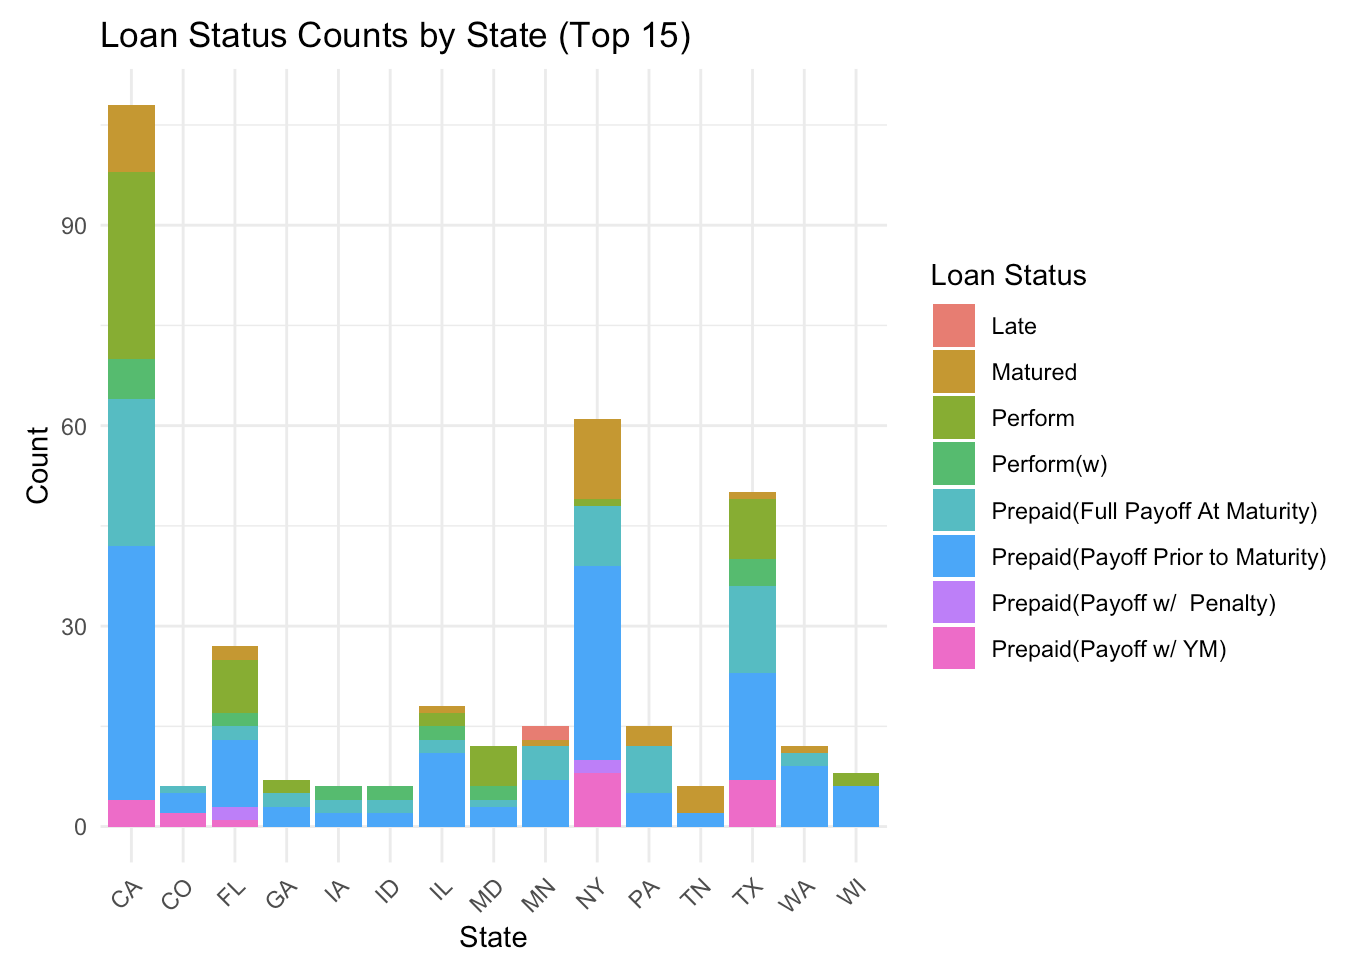 Loan Status Counts by State (Top 15)
Count
90
60
30
0
CA CO FL GA IA ID IL MD MN NY PA TN TX WA WI
State
Loan Status
Late
Matured
Perform
Perform(w)
Prepaid(Full Payoff At Maturity)
Prepaid(Payoff Prior to Maturity)
Prepaid(Payoff w/  Penalty)
Prepaid(Payoff w/ YM)